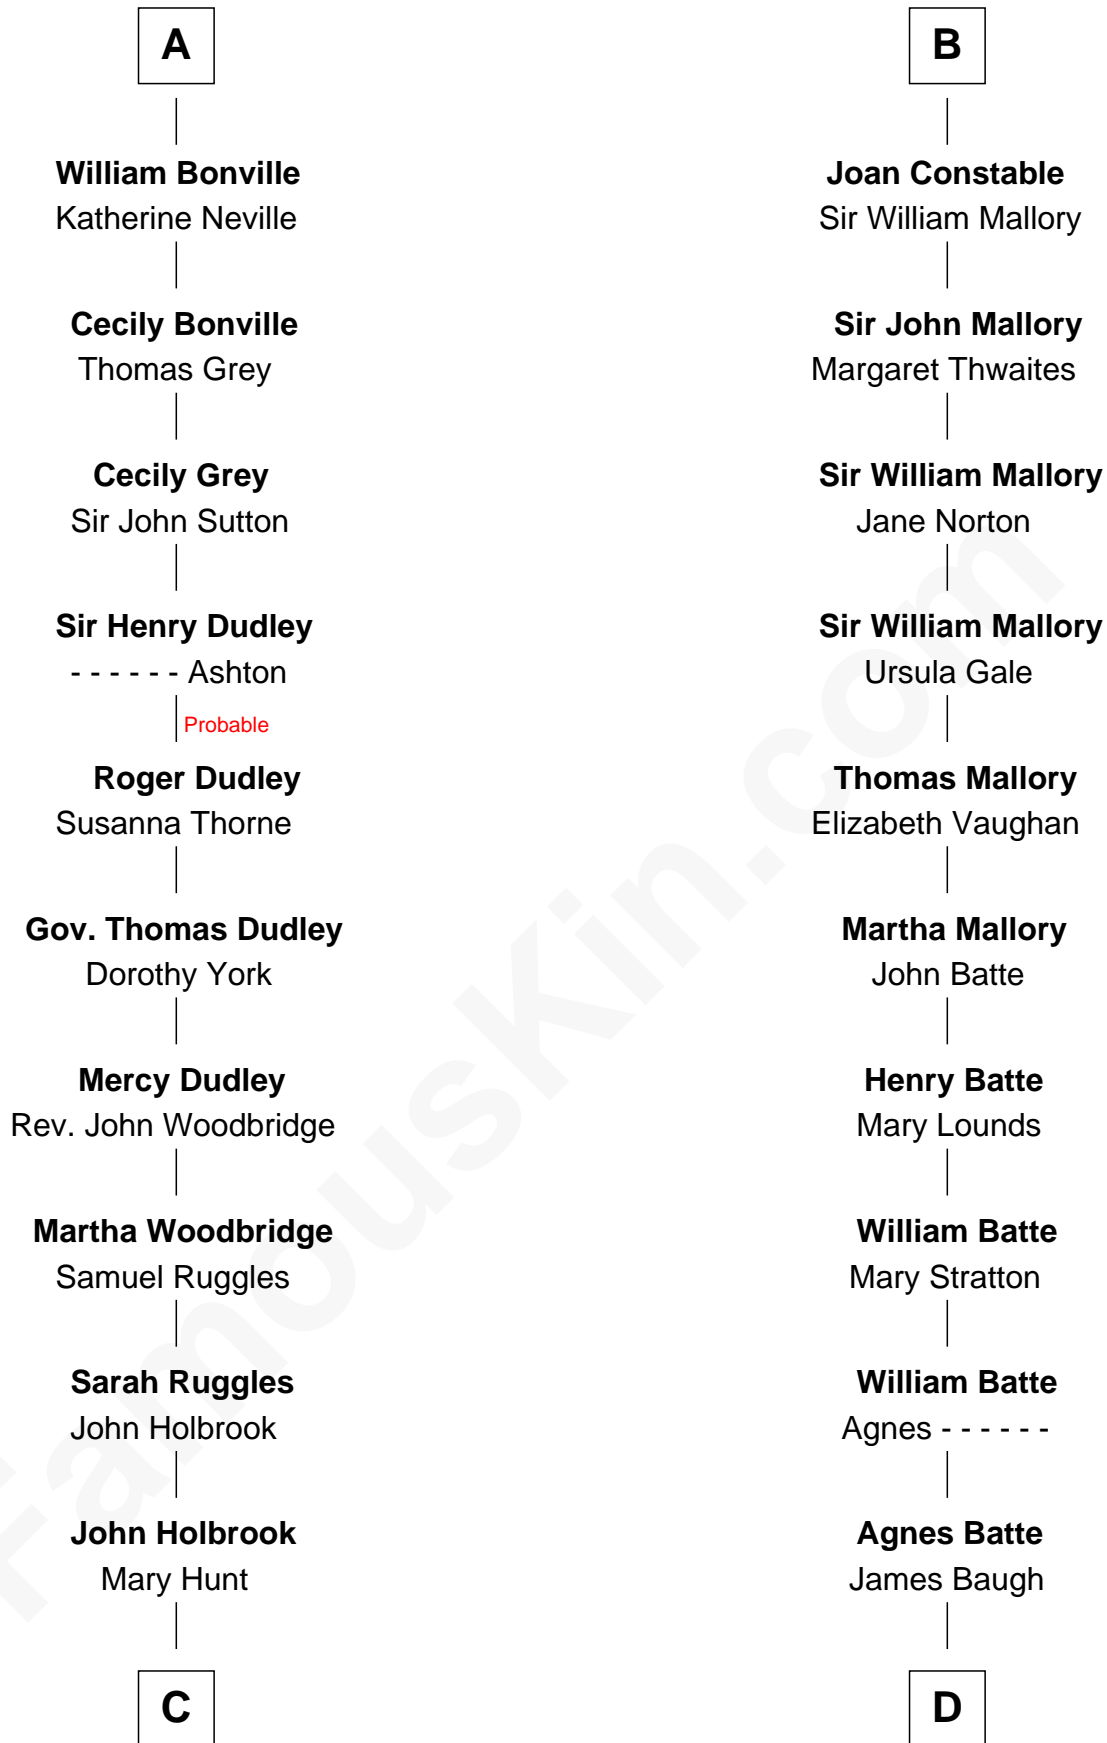 A
William Bonville
Katherine Neville
Cecily Bonville
Thomas Grey
Cecily Grey
Sir John Sutton
Sir Henry Dudley
- - - - - - Ashton
Probable
Roger Dudley
Susanna Thorne
Gov. Thomas Dudley
Dorothy York
Mercy Dudley
Rev. John Woodbridge
Martha Woodbridge
Samuel Ruggles
Sarah Ruggles
John Holbrook
John Holbrook
Mary Hunt
C
B
Joan Constable
Sir William Mallory
Sir John Mallory
Margaret Thwaites
Sir William Mallory
Jane Norton
Sir William Mallory
Ursula Gale
Thomas Mallory
Elizabeth Vaughan
Martha Mallory
John Batte
Henry Batte
Mary Lounds
William Batte
Mary Stratton
William Batte
Agnes - - - - - -
Agnes Batte
James Baugh
D
FamousKin.com